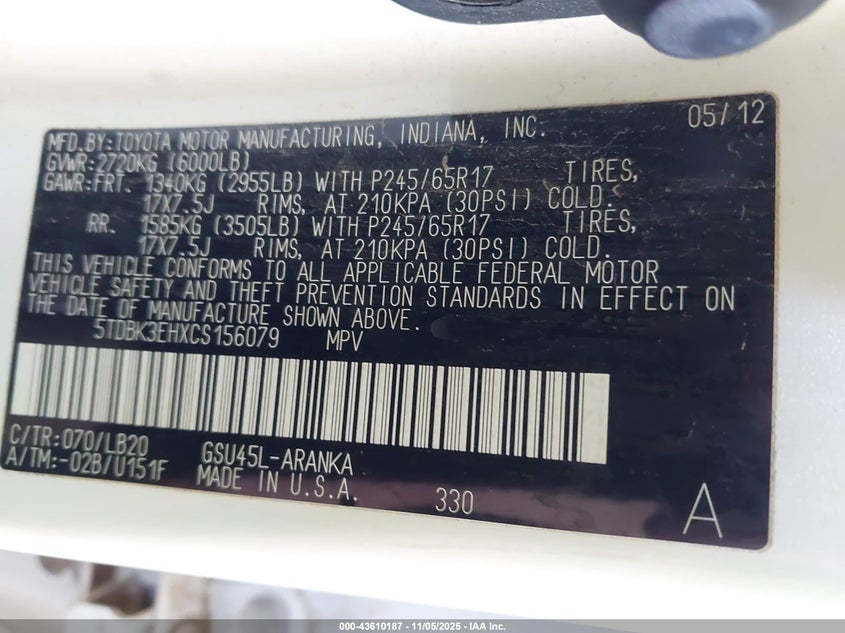 05/12
MFD.BY:TOYOTA MOTOR MANUFACTURING, INDIANA, INC.
GVWR:2720KG (6000LB)
GAWR:FRT. 1340KG (2955LB) WITH P245/65R17 TIRES,
17X7.5J RIMS, AT 210KPA (30PSI) COLD.
RR. 1585KG (3505LB) WITH P245/65R17 TIRES,
17X7.5J RIMS, AT 210KPA (30PSI) COLD.
THIS VEHICLE CONFORMS TO ALL APPLICABLE FEDERAL MOTOR
VEHICLE SAFETY AND THEFT PREVENTION STANDARDS IN EFFECT ON
THE DATE OF MANUFACTURE SHOWN ABOVE.
5TDBK3EHXCS156079 MPV
C/TR:070/LB20 GSU45L-ARANKA
A/TM:-02B/U151F MADE IN U.S.A. 330 A
000-43610187 - 11/05/2025 - IAA Inc.